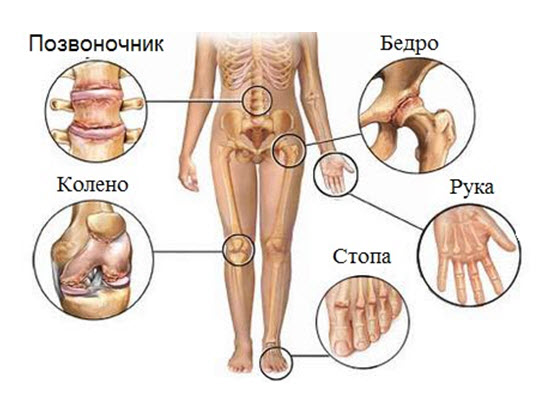 Позвоночник
Бедро
Колено
Рука
Стопа